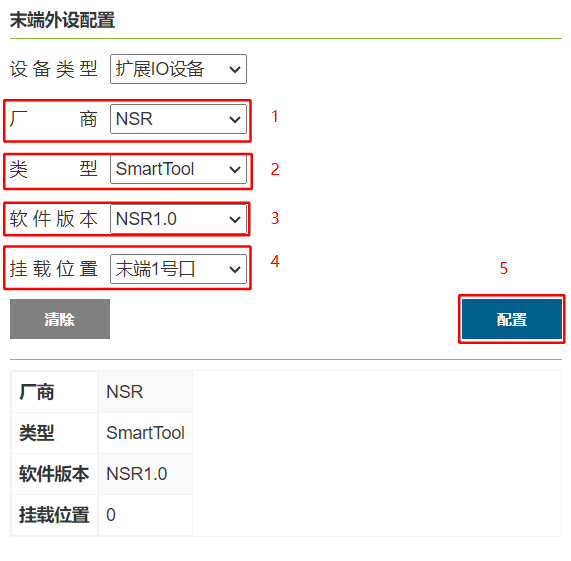 末端外设配置
设备类型 扩展IO设备
厂商 NSR 1
类型 SmartTool 2
软件版本 NSR1.0 3
挂载位置 末端1号口 4
5
清除 配置
厂商 NSR
类型 SmartTool
软件版本 NSR1.0
挂载位置 0